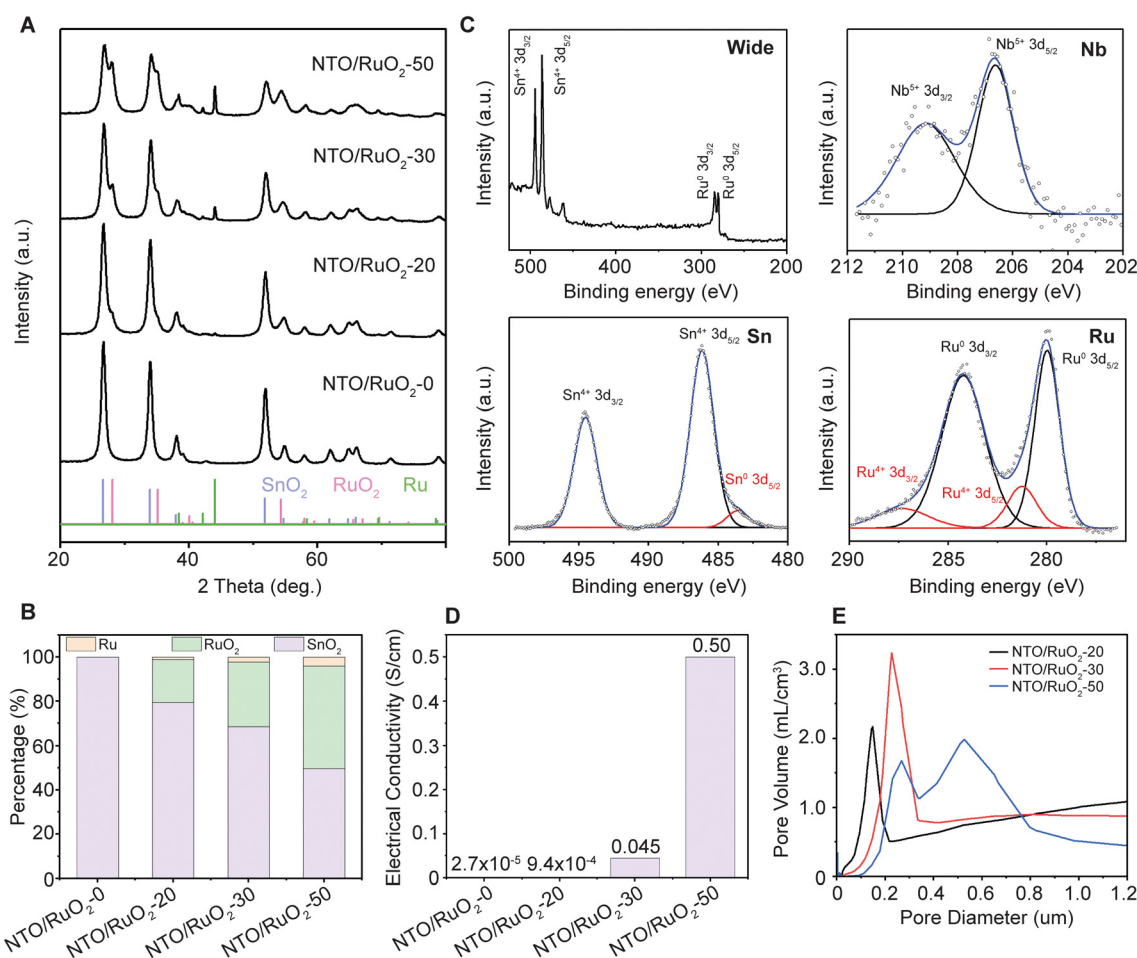 A
NTO/RuO₂-50
NTO/RuO₂-30
NTO/RuO₂-20
NTO/RuO₂-0
SnO₂ RuO₂ Ru
Intensity (a.u.)
20 40 60
2 Theta (deg.)
C
Wide
Sn⁴⁺ 3d₃/₂
Sn⁴⁺ 3d₅/₂
Ru⁰ 3d₃/₂
Ru⁰ 3d₅/₂
Intensity (a.u.)
500 400 300 200
Binding energy (eV)
Nb
Nb⁵⁺ 3d₅/₂
Nb⁵⁺ 3d₃/₂
Intensity (a.u.)
212 210 208 206 204 202
Binding energy (eV)
Sn
Sn⁴⁺ 3d₅/₂
Sn⁴⁺ 3d₃/₂
Sn⁰ 3d₅/₂
Intensity (a.u.)
500 495 490 485 480
Binding energy (eV)
Ru
Ru⁰ 3d₃/₂
Ru⁰ 3d₅/₂
Ru⁴⁺ 3d₃/₂
Ru⁴⁺ 3d₅/₂
Intensity (a.u.)
290 285 280
Binding energy (eV)
B
Ru RuO₂ SnO₂
Percentage (%)
100
80
60
40
20
0
NTO/RuO₂-0
NTO/RuO₂-20
NTO/RuO₂-30
NTO/RuO₂-50
D
Electrical Conductivity (S/cm)
0.5
0.4
0.3
0.2
0.1
0
2.7x10⁻⁵ 9.4x10⁻⁴ 0.045 0.50
NTO/RuO₂-0
NTO/RuO₂-20
NTO/RuO₂-30
NTO/RuO₂-50
E
NTO/RuO₂-20
NTO/RuO₂-30
NTO/RuO₂-50
Pore Volume (mL/cm³)
3.0
2.0
1.0
0.0
0 0.2 0.4 0.6 0.8 1.0 1.2
Pore Diameter (um)